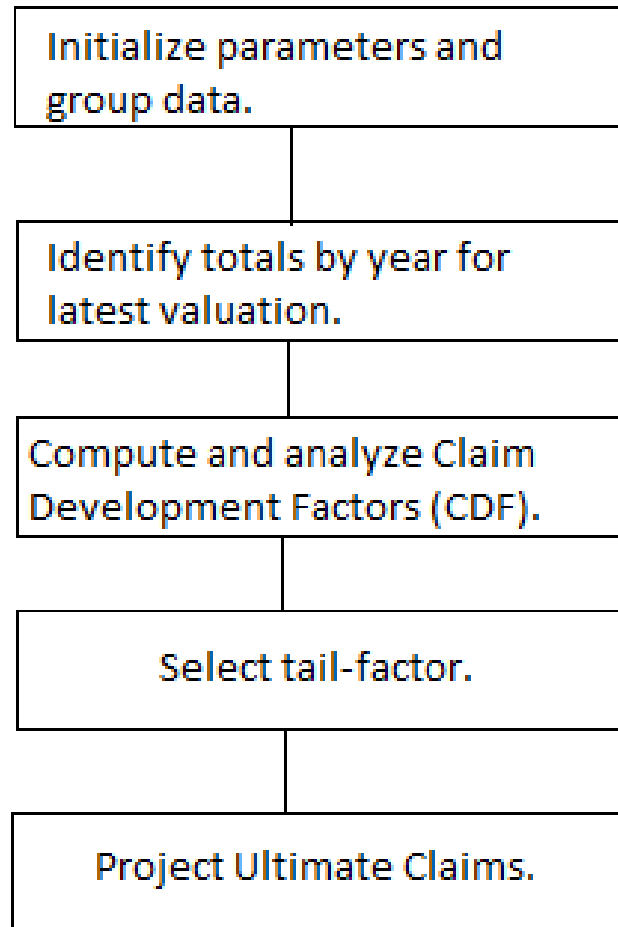 Initialize parameters and
group data.
Identify totals by year for
latest valuation.
Compute and analyze Claim
Development Factors (CDF).
Select tail-factor.
Project Ultimate Claims.